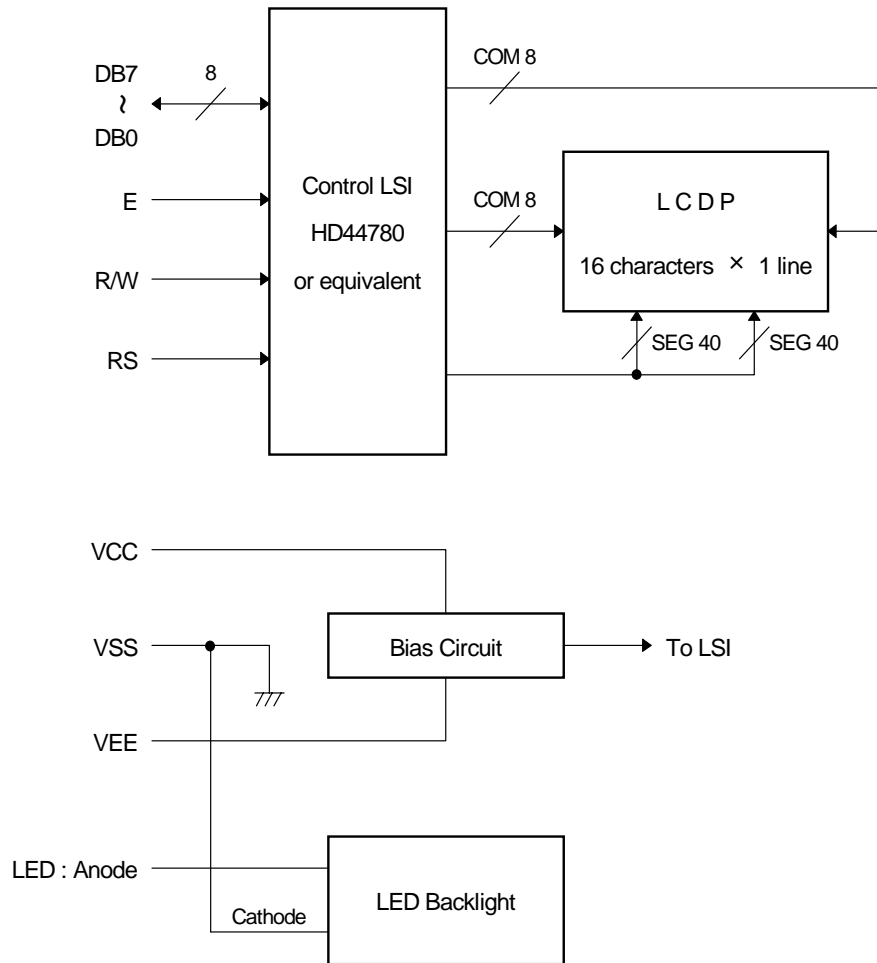 DB7
~
DB0
8
E
R/W
RS
Control LSI
HD44780
or equivalent
COM 8
COM 8
L C D P
16 characters × 1 line
SEG 40
SEG 40
VCC
VSS
VEE
Bias Circuit
To LSI
LED : Anode
Cathode
LED Backlight